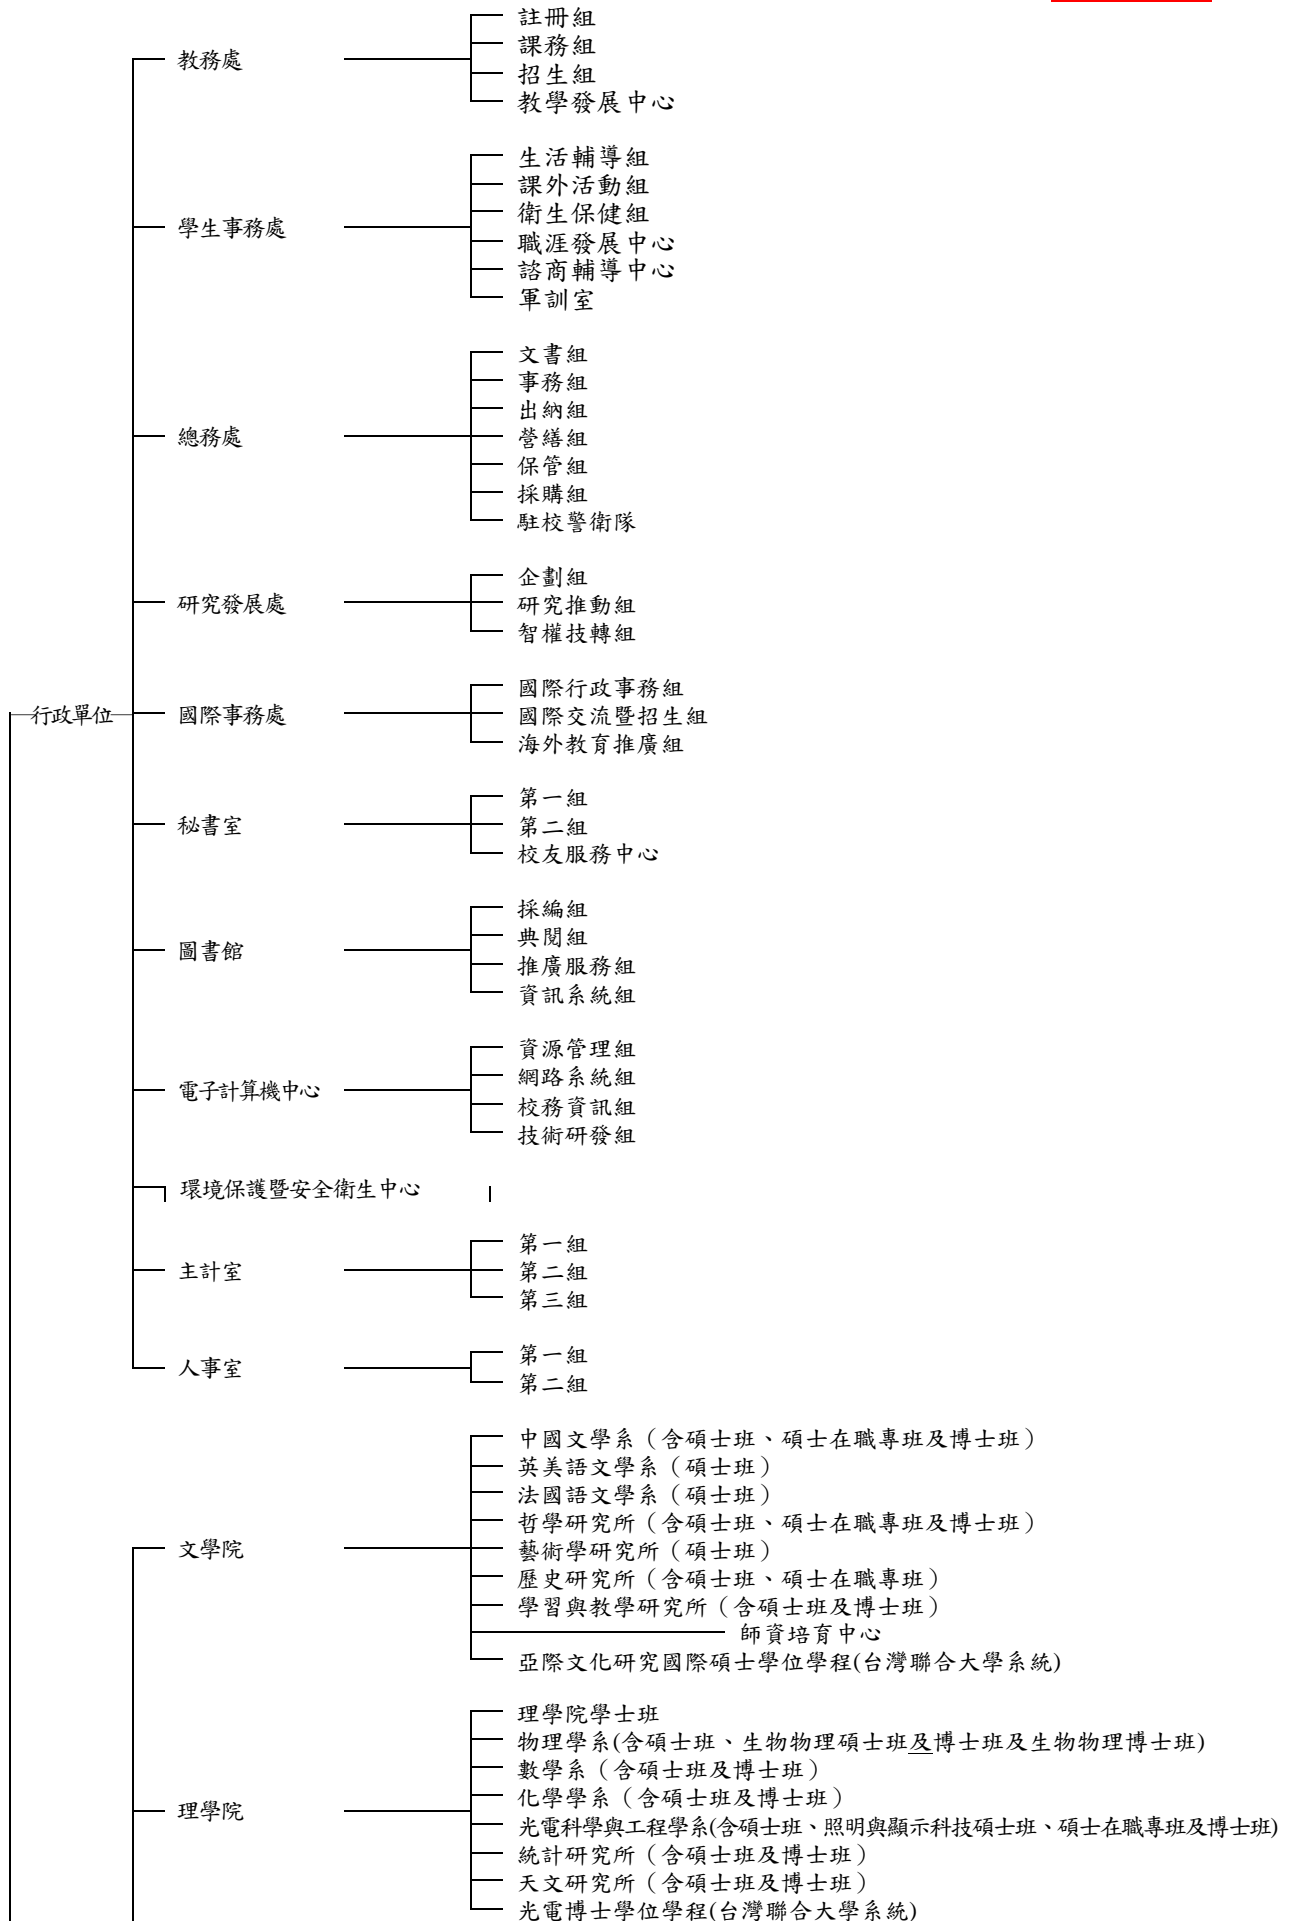 註冊組
課務組
教務處
招生組
教學發展中心
生活輔導組
課外活動組
衛生保健組
學生事務處
職涯發展中心
諮商輔導中心
軍訓室
文書組
事務組
出納組
總務處
營繕組
保管組
採購組
駐校警衛隊
企劃組
研究發展處
研究推動組
智權技轉組
國際行政事務組
行政單位
國際事務處
國際交流暨招生組
海外教育推廣組
第一組
秘書室
第二組
校友服務中心
採編組
典閱組
圖書館
推廣服務組
資訊系統組
資源管理組
網路系統組
電子計算機中心
校務資訊組
技術研發組
環境保護暨安全衛生中心
第一組
主計室
第二組
第三組
第一組
人事室
第二組
中國文學系（含碩士班、碩士在職專班及博士班）
英美語文學系（碩士班）
法國語文學系（碩士班）
哲學研究所（含碩士班、碩士在職專班及博士班）
文學院
藝術學研究所（碩士班）
歷史研究所（含碩士班、碩士在職專班）
學習與教學研究所（含碩士班及博士班）
師資培育中心
亞際文化研究國際碩士學位學程(台灣聯合大學系統)
理學院學士班
物理學系(含碩士班、生物物理碩士班及博士班及生物物理博士班)
數學系（含碩士班及博士班）
化學學系（含碩士班及博士班）
理學院
光電科學與工程學系(含碩士班、照明與顯示科技碩士班、碩士在職專班及博士班)
統計研究所（含碩士班及博士班）
天文研究所（含碩士班及博士班）
光電博士學位學程(台灣聯合大學系統)